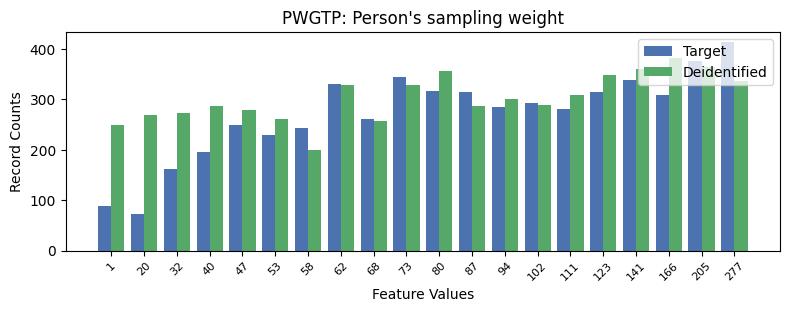 PWGTP: Person's sampling weight
Target
Deidentified
Record Counts
400
300
200
100
0
1 20 32 40 47 53 58 62 68 73 80 87 94 102 111 123 141 166 205 277
Feature Values